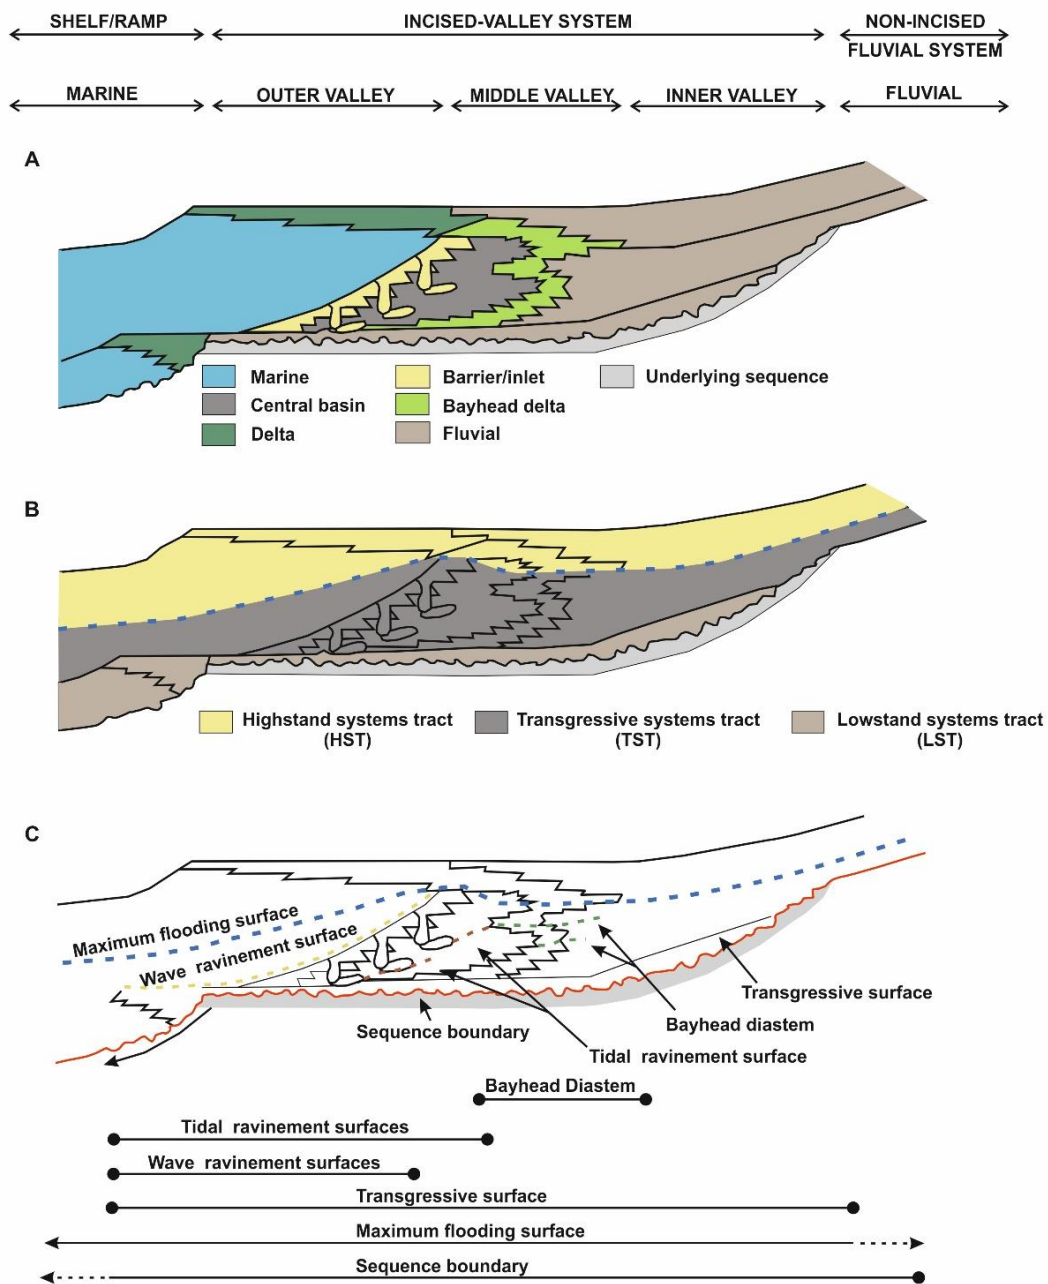 SHELF/RAMP
INCISED-VALLEY SYSTEM
NON-INCISED
FLUVIAL SYSTEM
MARINE
OUTER VALLEY
MIDDLE VALLEY
INNER VALLEY
FLUVIAL
A
Marine
Barrier/inlet
Underlying sequence
Central basin
Bayhead delta
Delta
Fluvial
B
Highstand systems tract
(HST)
Transgressive systems tract
(TST)
Lowstand systems tract
(LST)
C
Maximum flooding surface
Wave ravinement surface
Transgressive surface
Bayhead diastem
Sequence boundary
Tidal ravinement surface
Bayhead Diastem
Tidal ravinement surfaces
Wave ravinement surfaces
Transgressive surface
Maximum flooding surface
Sequence boundary